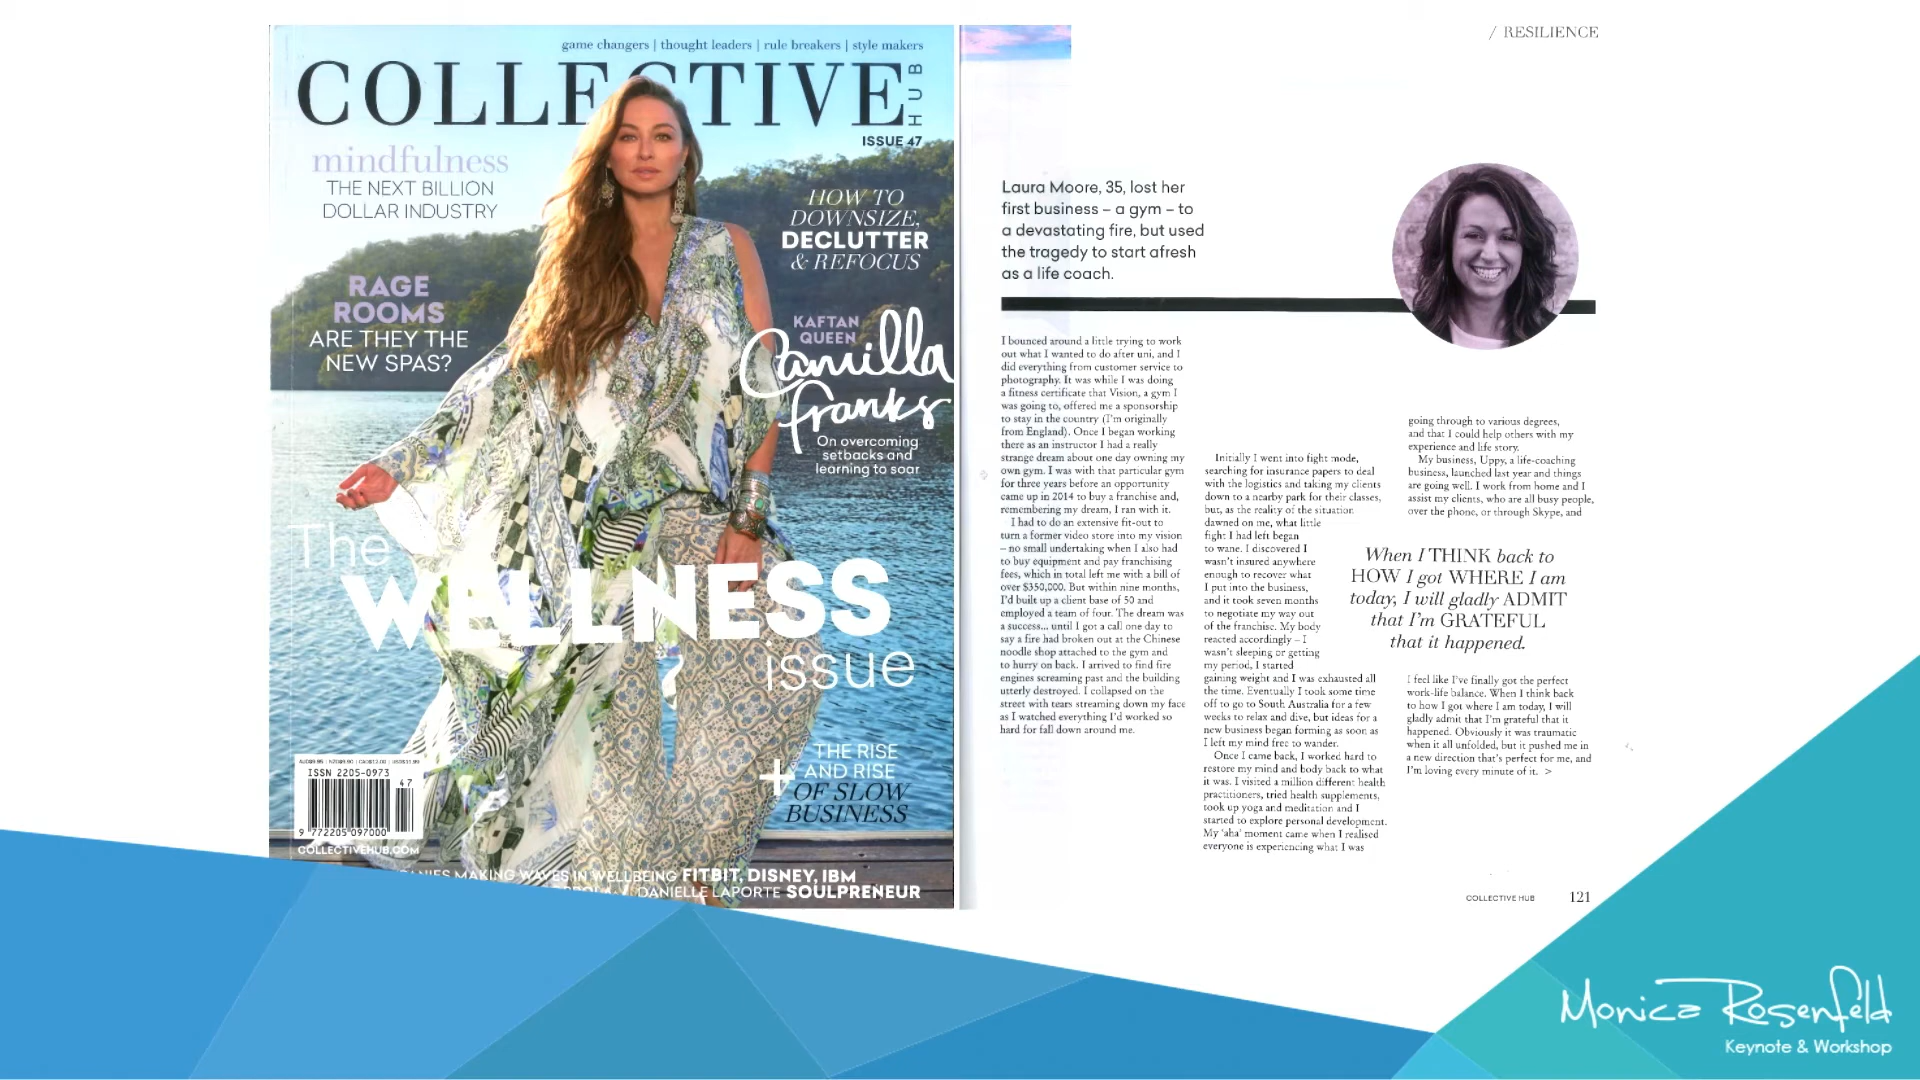 game changers | thought leaders | rule breakers | style makers
COLLECTIVE
HUB
ISSUE 47
mindfulness
THE NEXT BILLION
DOLLAR INDUSTRY
HOW TO
DOWNSIZE,
DECLUTTER
& REFOCUS
RAGE
ROOMS
ARE THEY THE
NEW SPAS?
KAFTAN
QUEEN
Camilla
franks
On overcoming
setbacks and
learning to soar
The
WELLNESS
issue
+ THE RISE
AND RISE
OF SLOW
BUSINESS
ISSN 2205-0973
47
9 772205 097000
COLLECTIVEHUB.COM
MAKING WAVES IN WELLBEING FITBIT, DISNEY, IBM
DANIELLE LAPORTE SOULPRENEUR
/ RESILIENCE
Laura Moore, 35, lost her
first business – a gym – to
a devastating fire, but used
the tragedy to start afresh
as a life coach.
I bounced around a little trying to work
out what I wanted to do after uni, and I
did everything from customer service to
photography. It was while I was doing
a fitness certificate that Vision, a gym I
was going to, offered me a sponsorship
to stay in the country (I'm originally
from England). Once I began working
there as an instructor I had a really
strange dream about one day owning my
own gym. I was with that particular gym
for three years before an opportunity
came up in 2014 to buy a franchise and,
remembering my dream, I ran with it.
I had to do an extensive fit-out to
turn a former video store into my vision
– no small undertaking when I also had
to buy equipment and pay franchising
fees, which in total left me with a bill of
over $350,000. But within nine months,
I'd built up a client base of 50 and
employed a team of four. The dream was
a success... until I got a call one day to
say a fire had broken out at the Chinese
noodle shop attached to the gym and
to hurry on back. I arrived to find fire
engines screaming past and the building
utterly destroyed. I collapsed on the
street with tears streaming down my face
as I watched everything I'd worked so
hard for fall down around me.
Initially I went into fight mode,
searching for insurance papers to deal
with the logistics and taking my clients
down to a nearby park for their classes,
but, as the reality of the situation
dawned on me, what little
fight I had left began
to wane. I discovered I
wasn't insured anywhere
enough to recover what
I put into the business,
and it took seven months
to negotiate my way out
of the franchise. My body
reacted accordingly – I
wasn't sleeping or getting
my period, I started
gaining weight and I was exhausted all
the time. Eventually I took some time
off to go to South Australia for a few
weeks to relax and dive, but ideas for a
new business began forming as soon as
I left my mind free to wander.
Once I came back, I worked hard to
restore my mind and body back to what
it was. I visited a million different health
practitioners, tried health supplements,
took up yoga and meditation and I
started to explore personal development.
My 'aha' moment came when I realised
everyone is experiencing what I was
going through to various degrees,
and that I could help others with my
experience and life story.
My business, Uppy, a life-coaching
business, launched last year and things
are going well. I work from home and I
assist my clients, who are all busy people,
over the phone, or through Skype, and
When I THINK back to
HOW I got WHERE I am
today, I will gladly ADMIT
that I'm GRATEFUL
that it happened.
I feel like I've finally got the perfect
work-life balance. When I think back
to how I got where I am today, I will
gladly admit that I'm grateful that it
happened. Obviously it was traumatic
when it all unfolded, but it pushed me in
a new direction that's perfect for me, and
I'm loving every minute of it. >
COLLECTIVE HUB 121
Monica Rosenfeld
Keynote & Workshop